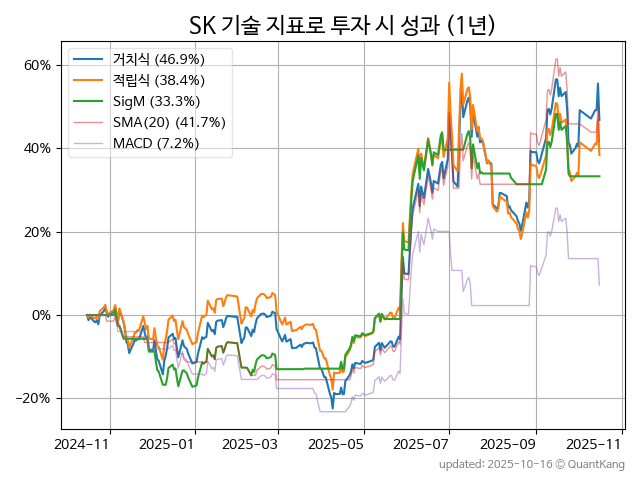 SK 기술 지표로 투자 시 성과 (1년)
거치식 (46.9%)
적립식 (38.4%)
SigM (33.3%)
SMA(20) (41.7%)
MACD (7.2%)
60%
40%
20%
0%
−20%
2024-11 2025-01 2025-03 2025-05 2025-07 2025-09 2025-11
updated: 2025-10-16 © QuantKang